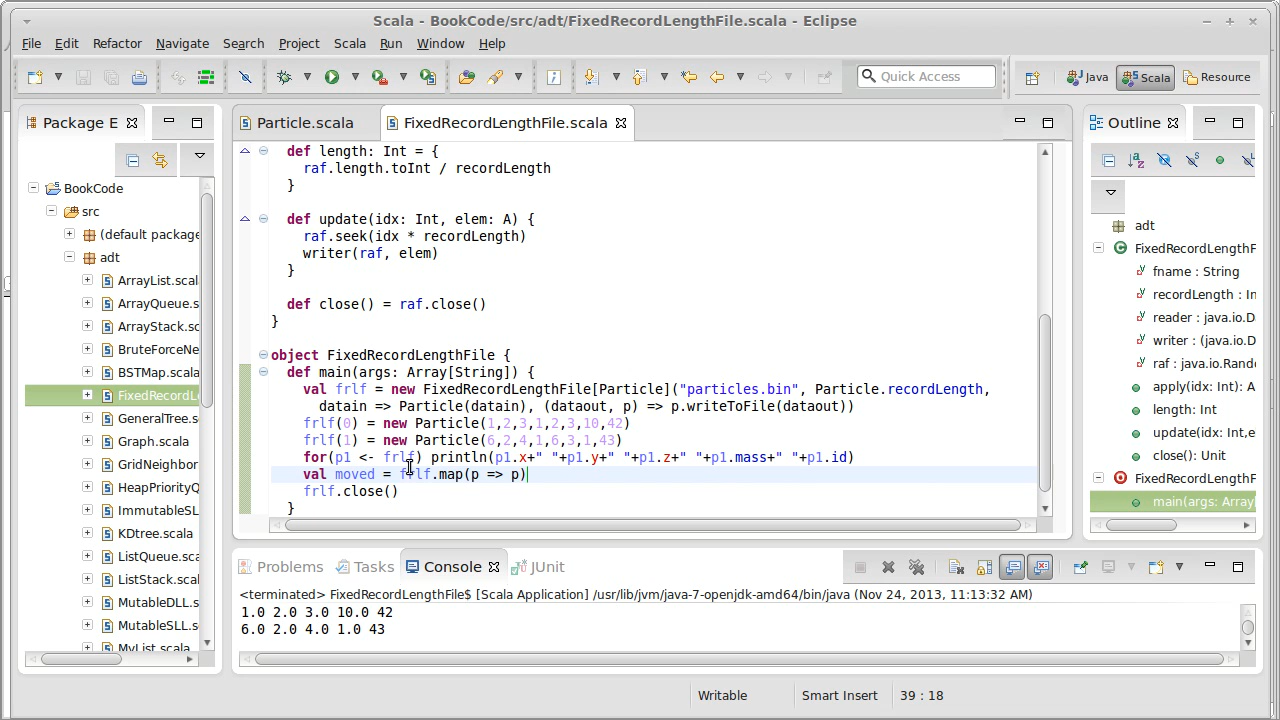 Scala - BookCode/src/adt/FixedRecordLengthFile.scala - Eclipse
File Edit Refactor Navigate Search Project Scala Run Window Help
Quick Access
Java
Scala
Resource
Package E
Particle.scala
FixedRecordLengthFile.scala
Outline
BookCode
src
(default package
adt
ArrayList.scal
ArrayQueue.s
ArrayStack.sc
BruteForceNe
BSTMap.scala
FixedRecordL
GeneralTree.s
Graph.scala
GridNeighbor
HeapPriorityQ
ImmutableSL
KDtree.scala
ListQueue.sc
ListStack.scal
MutableDLL.s
MutableSLL.s
MyList.scala
def length: Int = {
raf.length.toInt / recordLength
}
def update(idx: Int, elem: A) {
raf.seek(idx * recordLength)
writer(raf, elem)
}
def close() = raf.close()
}
object FixedRecordLengthFile {
def main(args: Array[String]) {
val frlf = new FixedRecordLengthFile[Particle]("particles.bin", Particle.recordLength,
datain => Particle(datain), (dataout, p) => p.writeToFile(dataout))
frlf(0) = new Particle(1,2,3,1,2,3,10,42)
frlf(1) = new Particle(6,2,4,1,6,3,1,43)
for(p1 <- frlf) println(p1.x+" "+p1.y+" "+p1.z+" "+p1.mass+" "+p1.id)
val moved = frlf.map(p => p)
frlf.close()
}
adt
FixedRecordLengthF
fname : String
recordLength : In
reader : java.io.D
writer : (java.io.D
raf : java.io.Rando
apply(idx: Int): A
length: Int
update(idx: Int,e
close(): Unit
FixedRecordLengthF
main(args: Array
Problems
Tasks
Console
JUnit
<terminated> FixedRecordLengthFile$ [Scala Application] /usr/lib/jvm/java-7-openjdk-amd64/bin/java (Nov 24, 2013, 11:13:32 AM)
1.0 2.0 3.0 10.0 42
6.0 2.0 4.0 1.0 43
Writable
Smart Insert
39 : 18